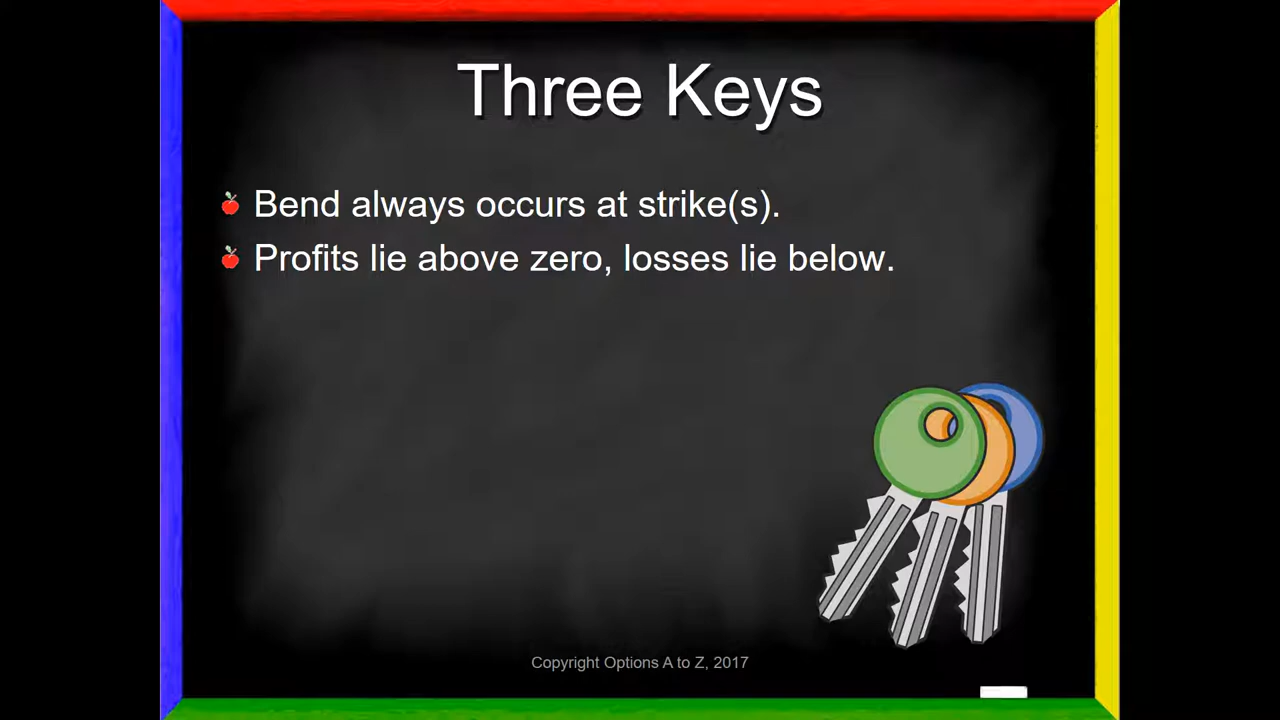 Three Keys
Bend always occurs at strike(s).
Profits lie above zero, losses lie below.
Copyright Options A to Z, 2017